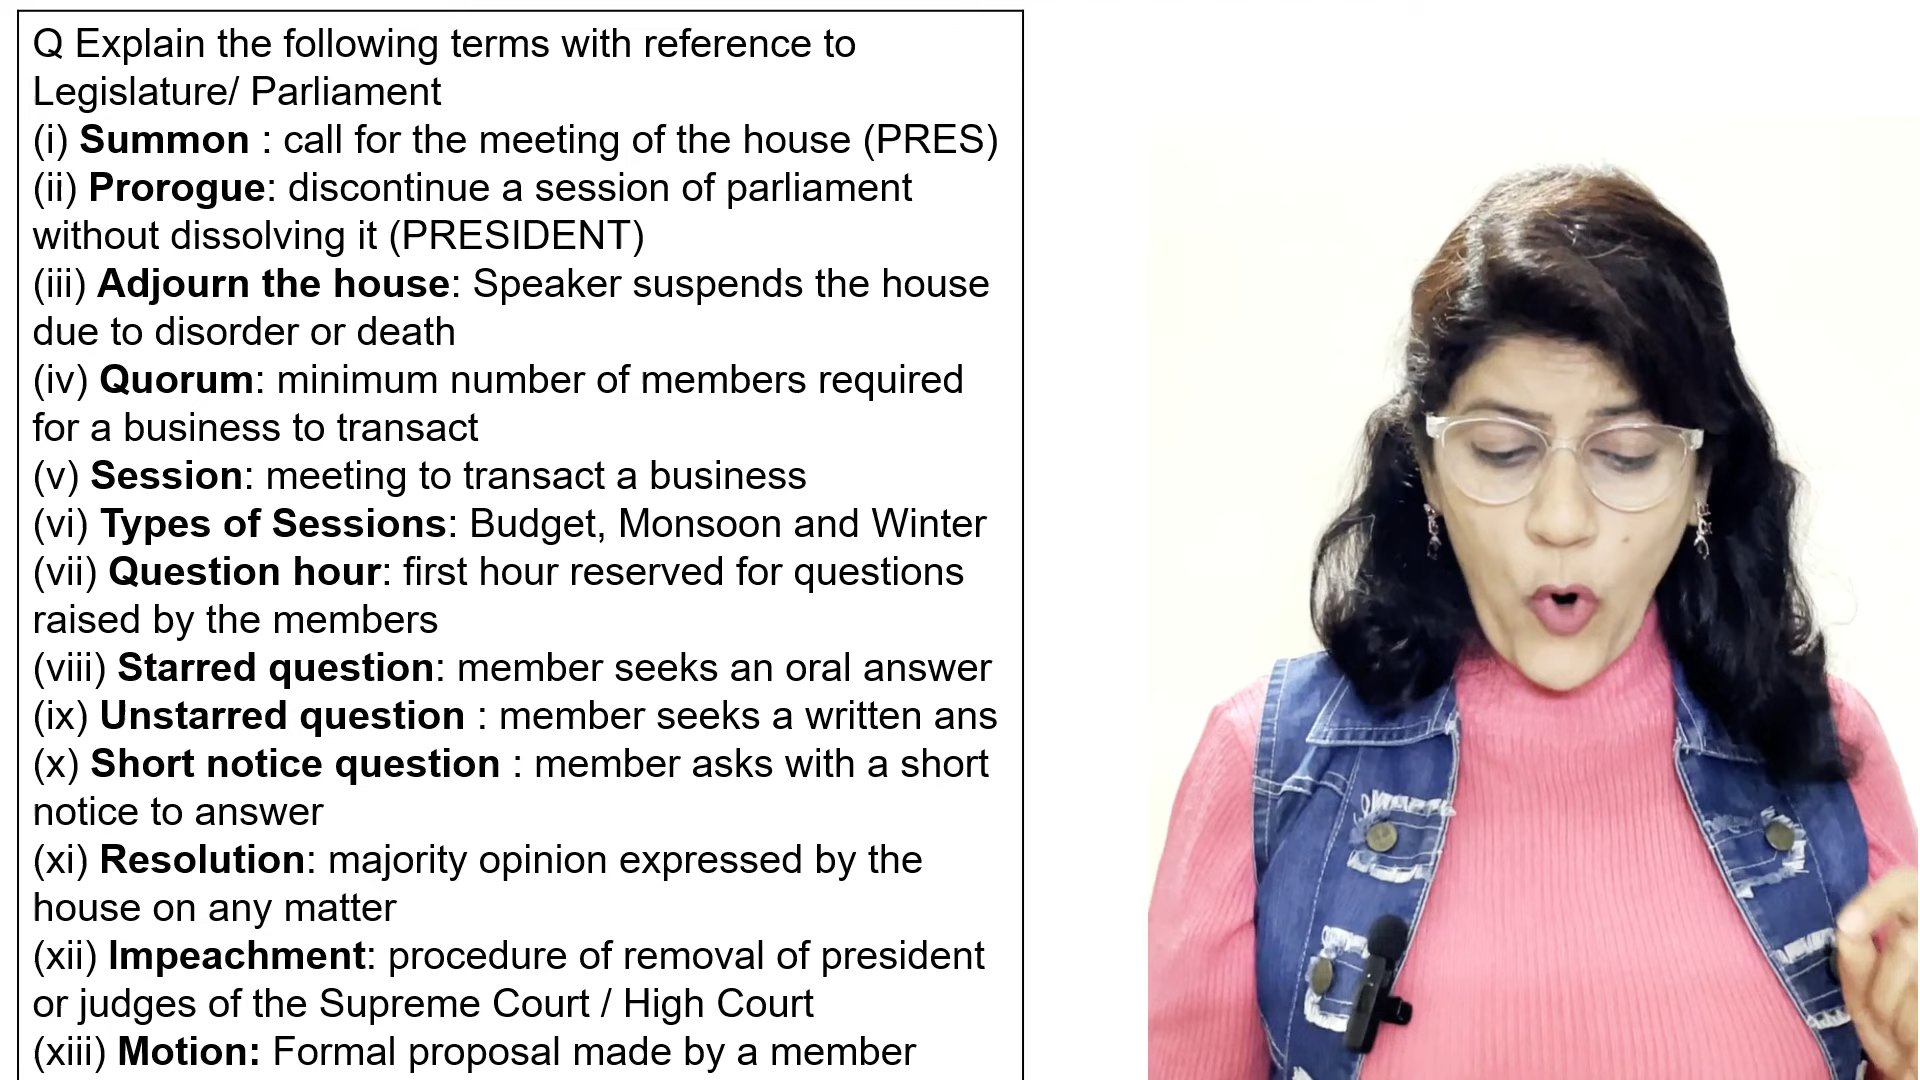 Q Explain the following terms with reference to
Legislature/ Parliament
(i) Summon : call for the meeting of the house (PRES)
(ii) Prorogue: discontinue a session of parliament
without dissolving it (PRESIDENT)
(iii) Adjourn the house: Speaker suspends the house
due to disorder or death
(iv) Quorum: minimum number of members required
for a business to transact
(v) Session: meeting to transact a business
(vi) Types of Sessions: Budget, Monsoon and Winter
(vii) Question hour: first hour reserved for questions
raised by the members
(viii) Starred question: member seeks an oral answer
(ix) Unstarred question : member seeks a written ans
(x) Short notice question : member asks with a short
notice to answer
(xi) Resolution: majority opinion expressed by the
house on any matter
(xii) Impeachment: procedure of removal of president
or judges of the Supreme Court / High Court
(xiii) Motion: Formal proposal made by a member